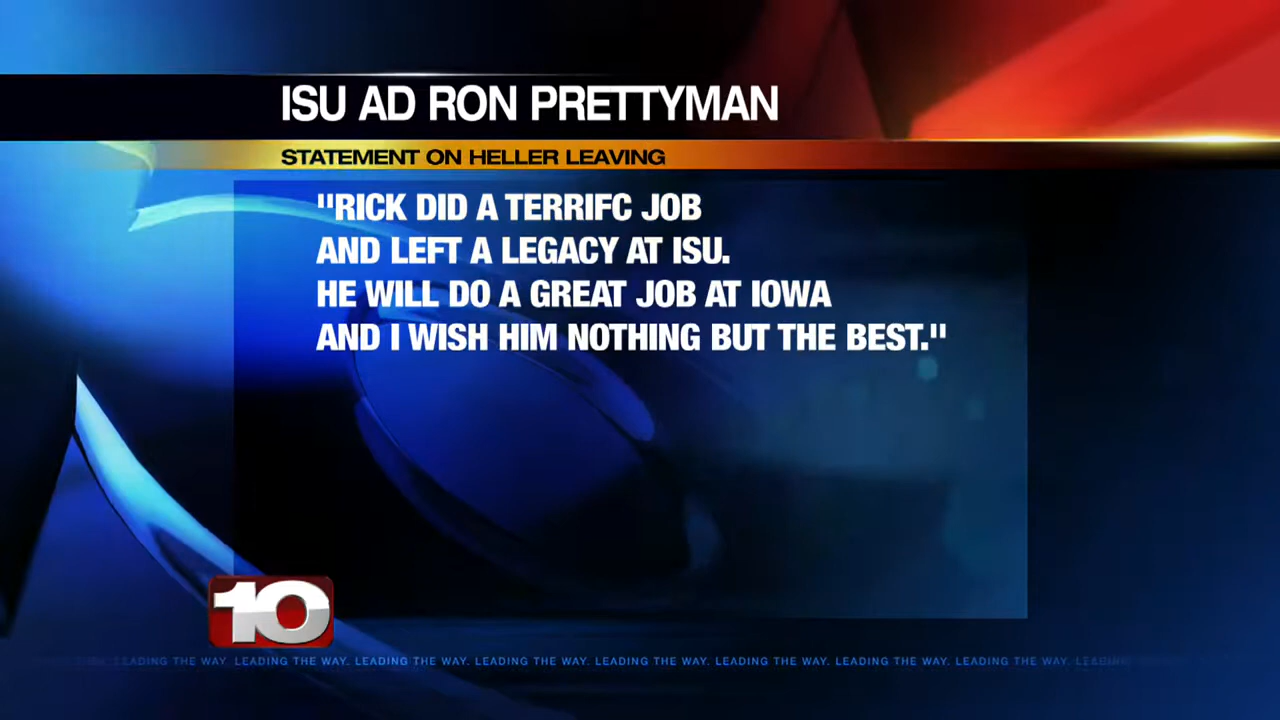 ISU AD RON PRETTYMAN
STATEMENT ON HELLER LEAVING
"RICK DID A TERRIFC JOB
AND LEFT A LEGACY AT ISU.
HE WILL DO A GREAT JOB AT IOWA
AND I WISH HIM NOTHING BUT THE BEST."
10
LEADING THE WAY. LEADING THE WAY. LEADING THE WAY. LEADING THE WAY. LEADING THE WAY. LEADING THE WAY. LEADING THE WAY. LEADING THE WAY. LEADING